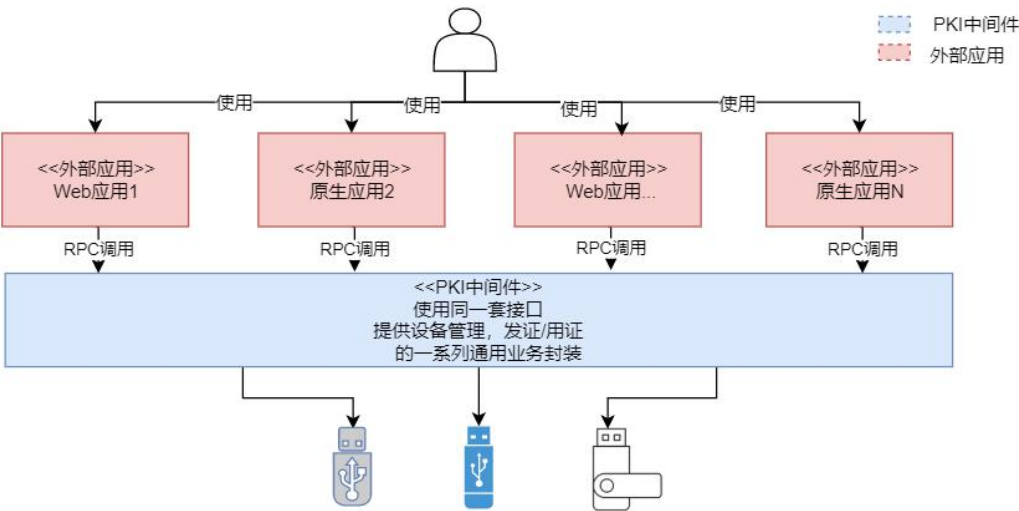 PKI中间件
外部应用
使用 使用 使用 使用
<<外部应用>>
Web应用1
<<外部应用>>
原生应用2
<<外部应用>>
Web应用...
<<外部应用>>
原生应用N
RPC调用 RPC调用 RPC调用 RPC调用
<<PKI中间件>>
使用同一套接口
提供设备管理，发证/用证
的一系列通用业务封装